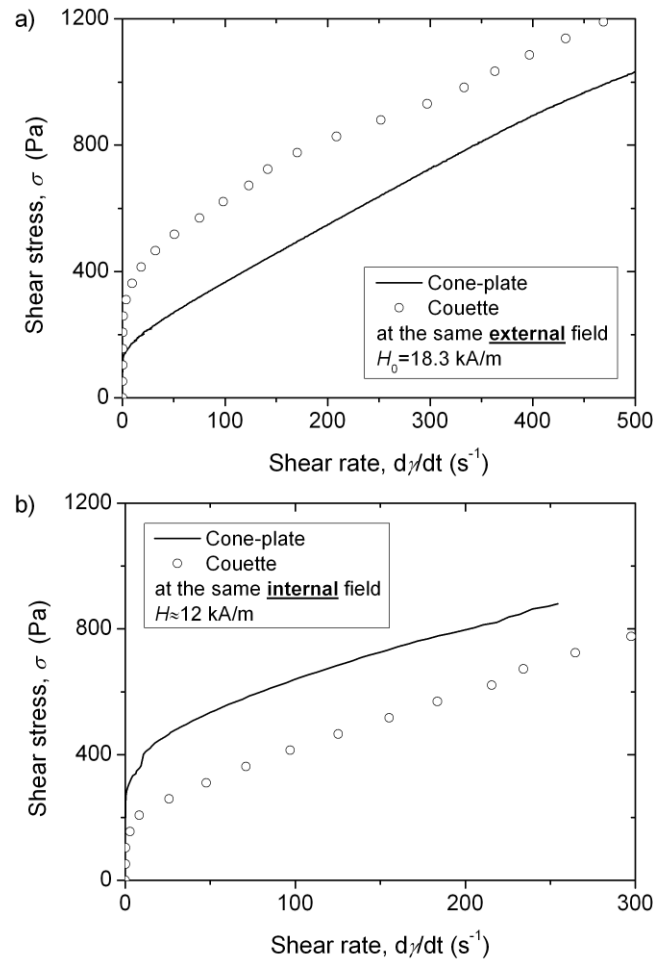 a)
1200
800
400
0
Shear stress, σ (Pa)
Cone-plate
Couette
at the same external field
H₀=18.3 kA/m
0 100 200 300 400 500
Shear rate, dγ/dt (s⁻¹)
b)
1200
800
400
0
Shear stress, σ (Pa)
Cone-plate
Couette
at the same internal field
H≈12 kA/m
0 100 200 300
Shear rate, dγ/dt (s⁻¹)